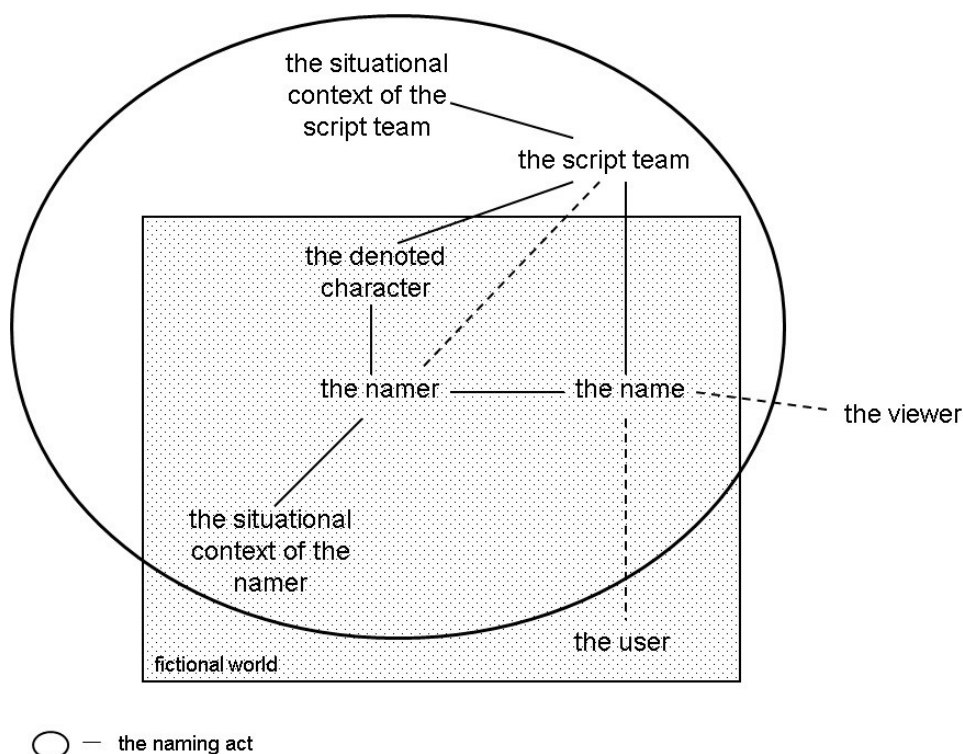 the situational
context of the
script team
the script team
the denoted
character
the namer
the name
the viewer
the situational
context of the
namer
the user
fictional world
— the naming act